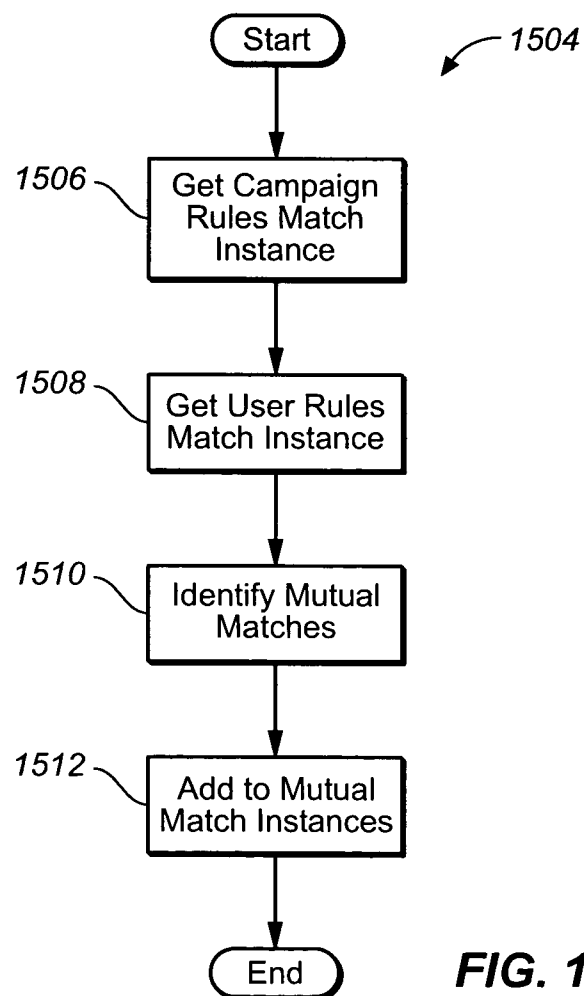 Start
1504
1506
Get Campaign
Rules Match
Instance
1508
Get User Rules
Match Instance
1510
Identify Mutual
Matches
1512
Add to Mutual
Match Instances
End
FIG. 1